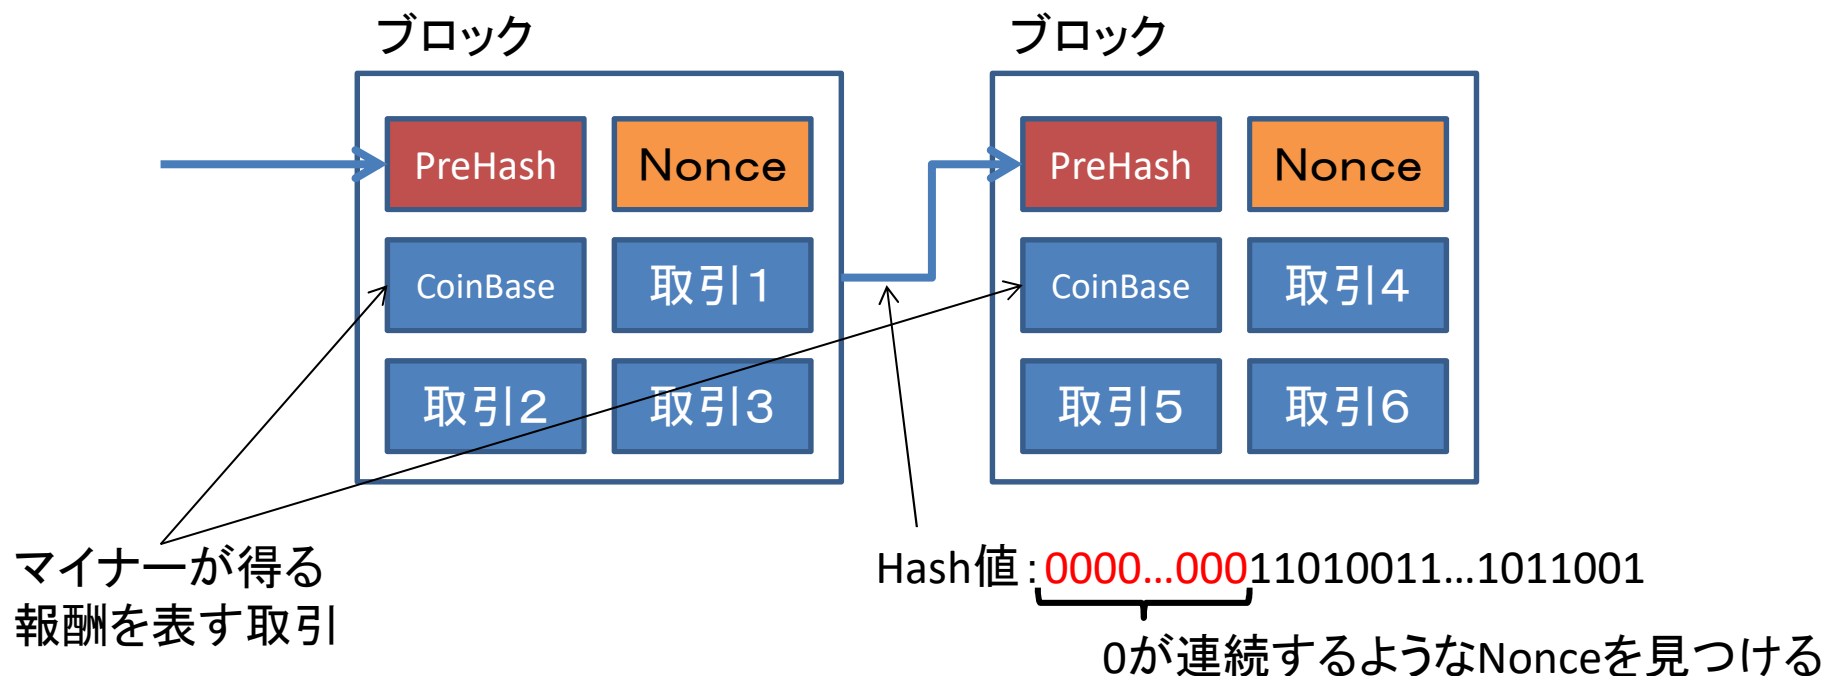 ブロック
ブロック
PreHash
Nonce
PreHash
Nonce
CoinBase
取引1
CoinBase
取引4
取引2
取引3
取引5
取引6
マイナーが得る
報酬を表す取引
Hash値:0000...00011010011...1011001
0が連続するようなNonceを見つける